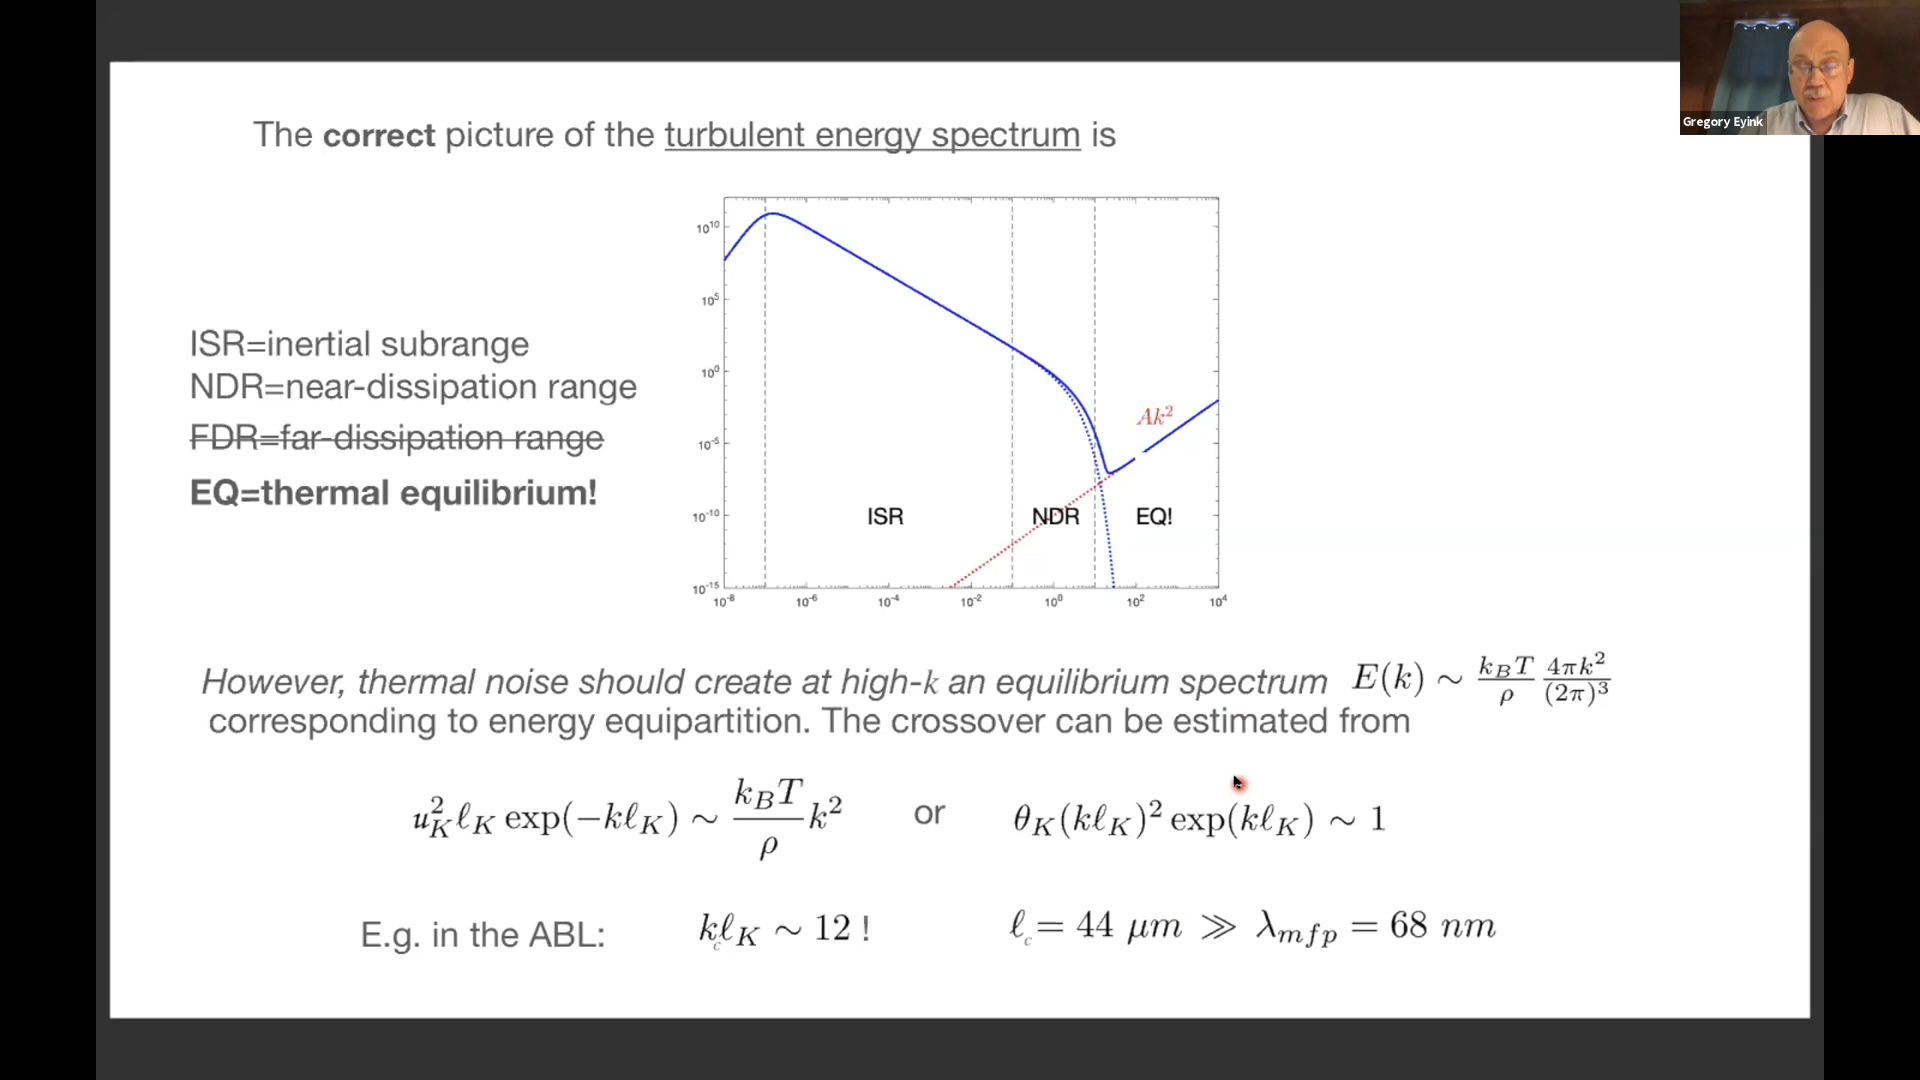 Gregory Eyink
The correct picture of the turbulent energy spectrum is
10^10
10^5
10^0
10^-5
10^-10
10^-15
10^-8 10^-6 10^-4 10^-2 10^0 10^2 10^4
Ak^2
ISR NDR EQ!
ISR=inertial subrange
NDR=near-dissipation range
FDR=far-dissipation range
EQ=thermal equilibrium!
However, thermal noise should create at high-k an equilibrium spectrum E(k) ∼ \frac{k_B T}{ρ} \frac{4πk^2}{(2π)^3}
corresponding to energy equipartition. The crossover can be estimated from
u_K^2 ℓ_K exp(−kℓ_K) ∼ \frac{k_B T}{ρ} k^2 or θ_K(kℓ_K)^2 exp(kℓ_K) ∼ 1
E.g. in the ABL: k_c ℓ_K ∼ 12 ! ℓ_c = 44 μm ≫ λ_{mfp} = 68 nm